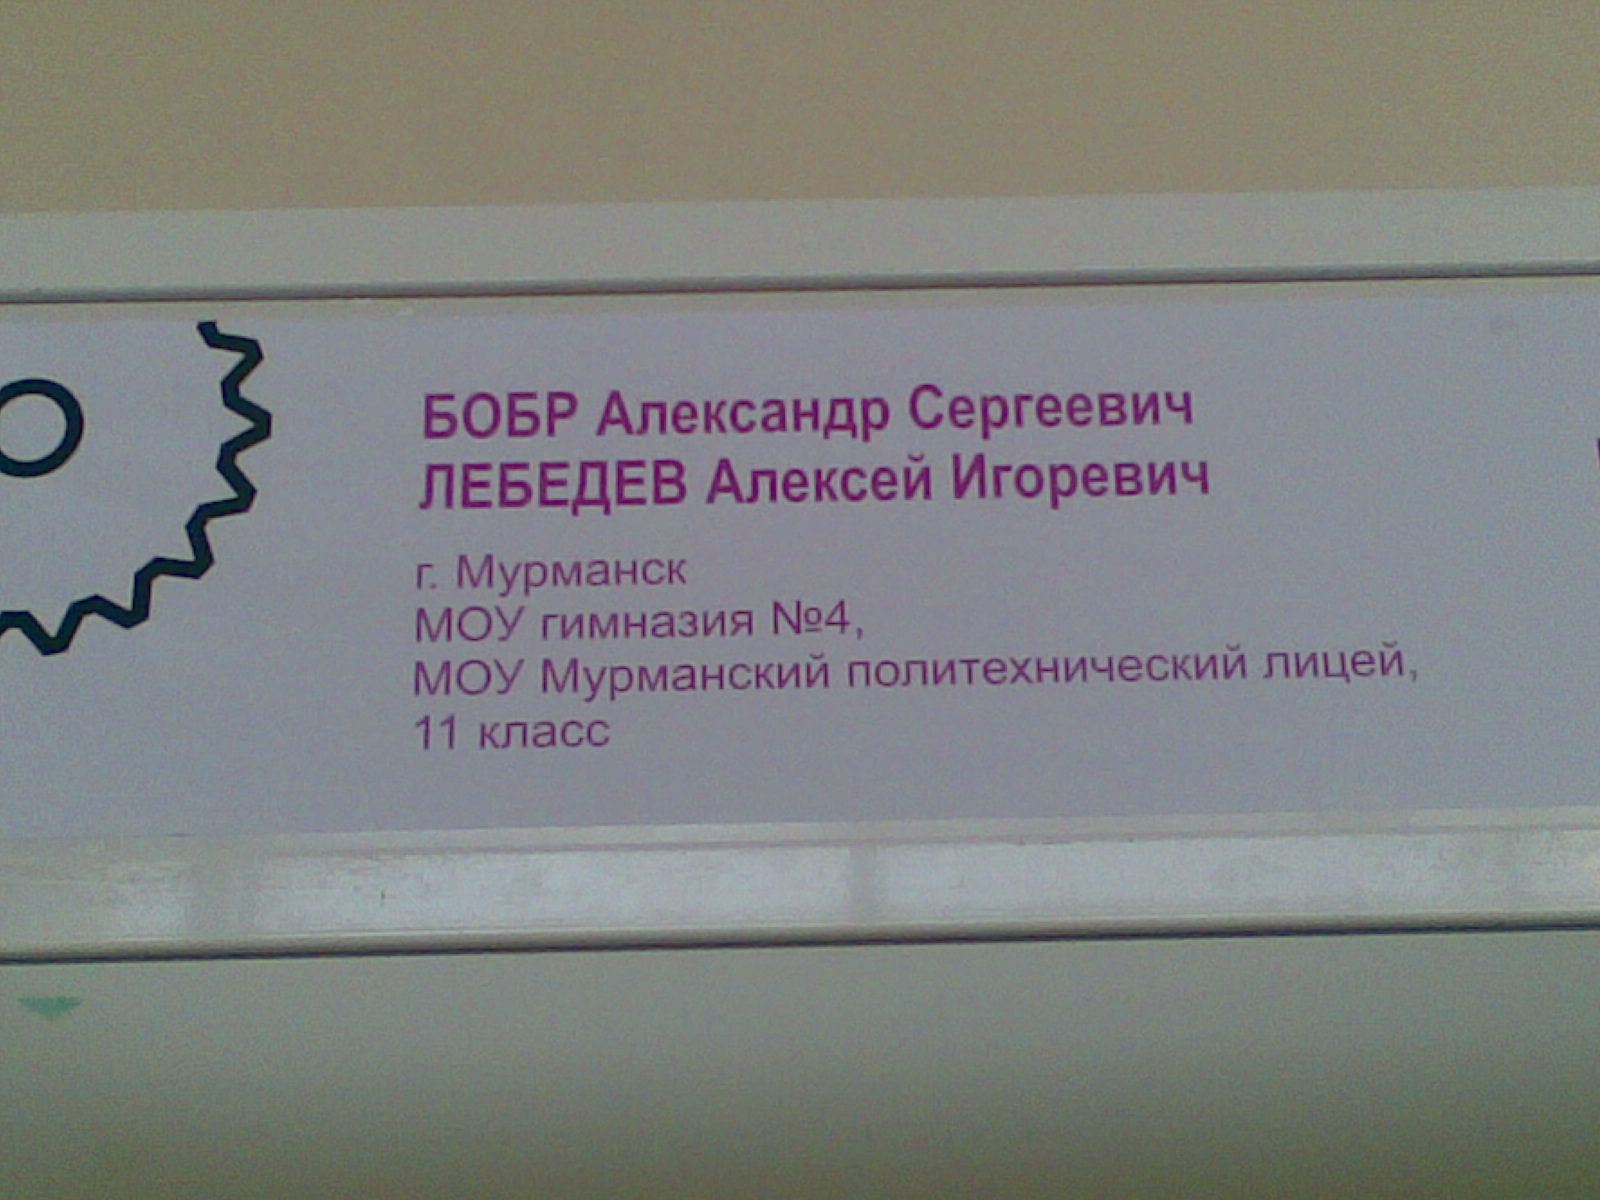 БОБР Александр Сергеевич
ЛЕБЕДЕВ Алексей Игоревич
г. Мурманск
МОУ гимназия №4,
МОУ Мурманский политехнический лицей,
11 класс